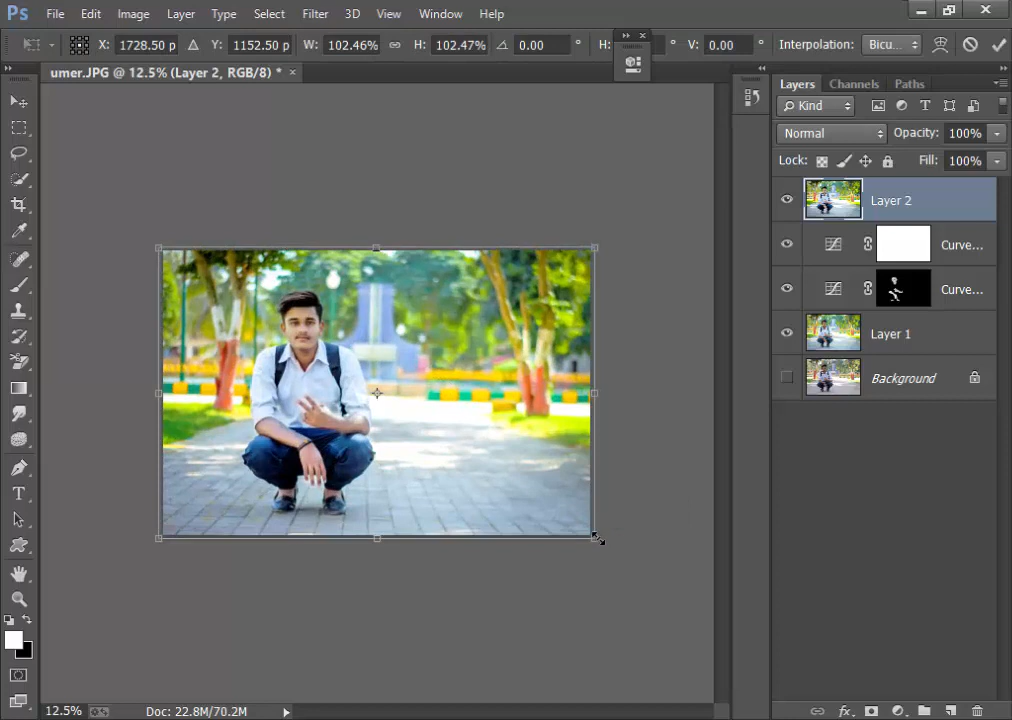 Ps File Edit Image Layer Type Select Filter 3D View Window Help
X: 1728.50 p Y: 1152.50 p W: 102.46% H: 102.47% 0.00 ° H: ° V: 0.00 ° Interpolation: Bicu...
umer.JPG @ 12.5% (Layer 2, RGB/8) * ×
Layers Channels Paths
Kind
Normal Opacity: 100%
Lock: Fill: 100%
Layer 2
Curve...
Curve...
Layer 1
Background
12.5% Doc: 22.8M/70.2M